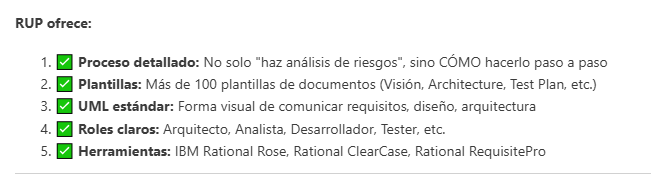 RUP ofrece:
1. ✅ Proceso detallado: No solo "haz análisis de riesgos", sino CÓMO hacerlo paso a paso
2. ✅ Plantillas: Más de 100 plantillas de documentos (Visión, Architecture, Test Plan, etc.)
3. ✅ UML estándar: Forma visual de comunicar requisitos, diseño, arquitectura
4. ✅ Roles claros: Arquitecto, Analista, Desarrollador, Tester, etc.
5. ✅ Herramientas: IBM Rational Rose, Rational ClearCase, Rational RequisitePro